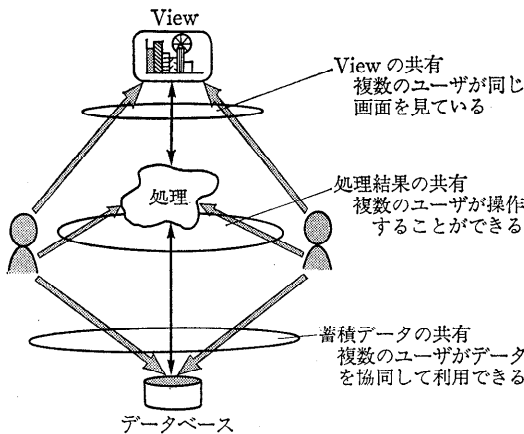 View
Viewの共有
複数のユーザが同じ
画面を見ている
処理
処理結果の共有
複数のユーザが操作
することができる
蓄積データの共有
複数のユーザがデータ
を協同して利用できる
データベース